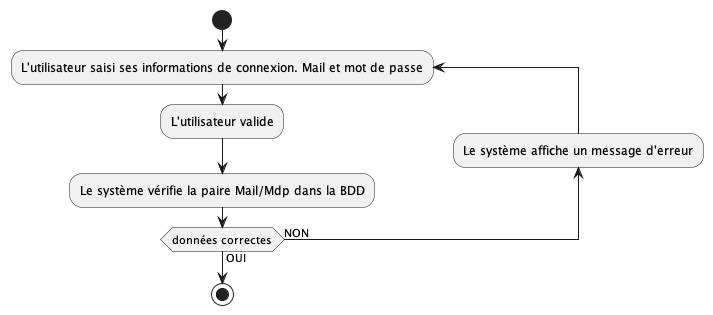 L'utilisateur saisi ses informations de connexion. Mail et mot de passe
L'utilisateur valide
Le système affiche un message d'erreur
Le système vérifie la paire Mail/Mdp dans la BDD
données correctes
NON
OUI